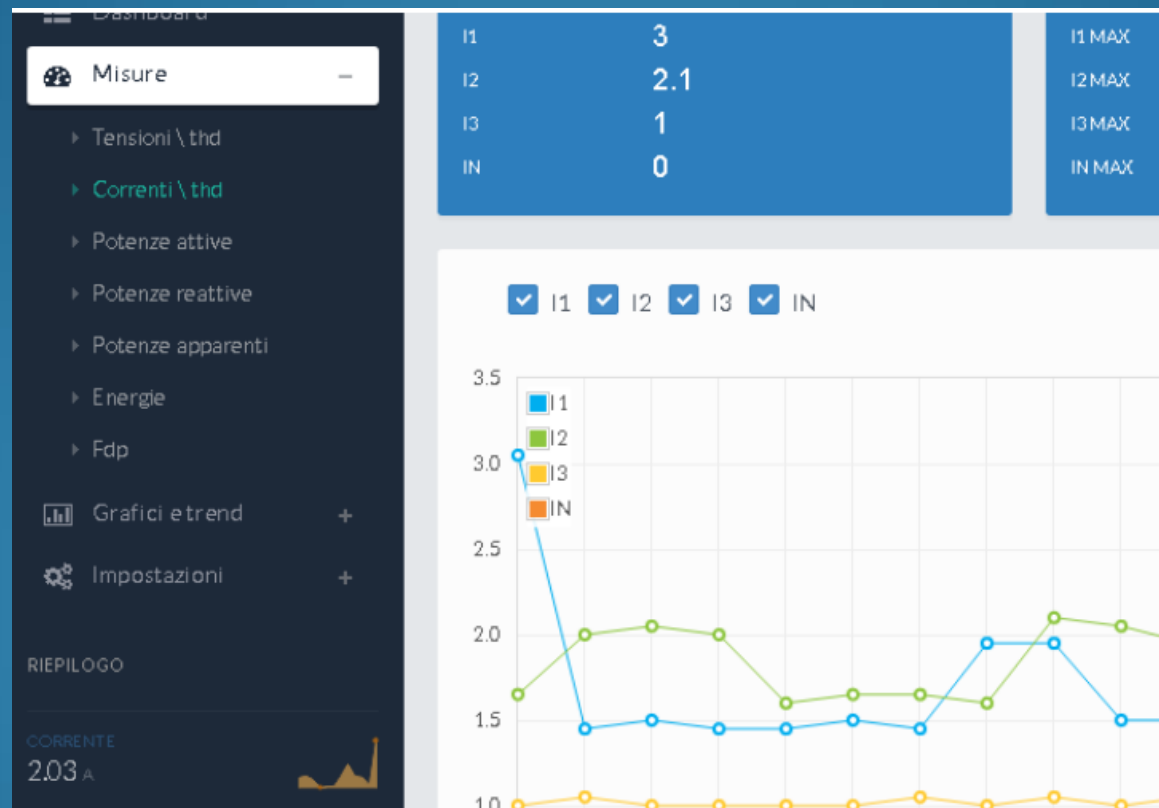 Dashboard
Misure
Tensioni \ thd
Correnti \ thd
Potenze attive
Potenze reattive
Potenze apparenti
Energie
Fdp
Grafici e trend
Impostazioni
RIEPILOGO
CORRENTE
2.03 A
I1 3
I2 2.1
I3 1
IN 0
I1 MAX
I2 MAX
I3 MAX
IN MAX
I1 I2 I3 IN
3.5
3.0
2.5
2.0
1.5
1.0
I1
I2
I3
IN